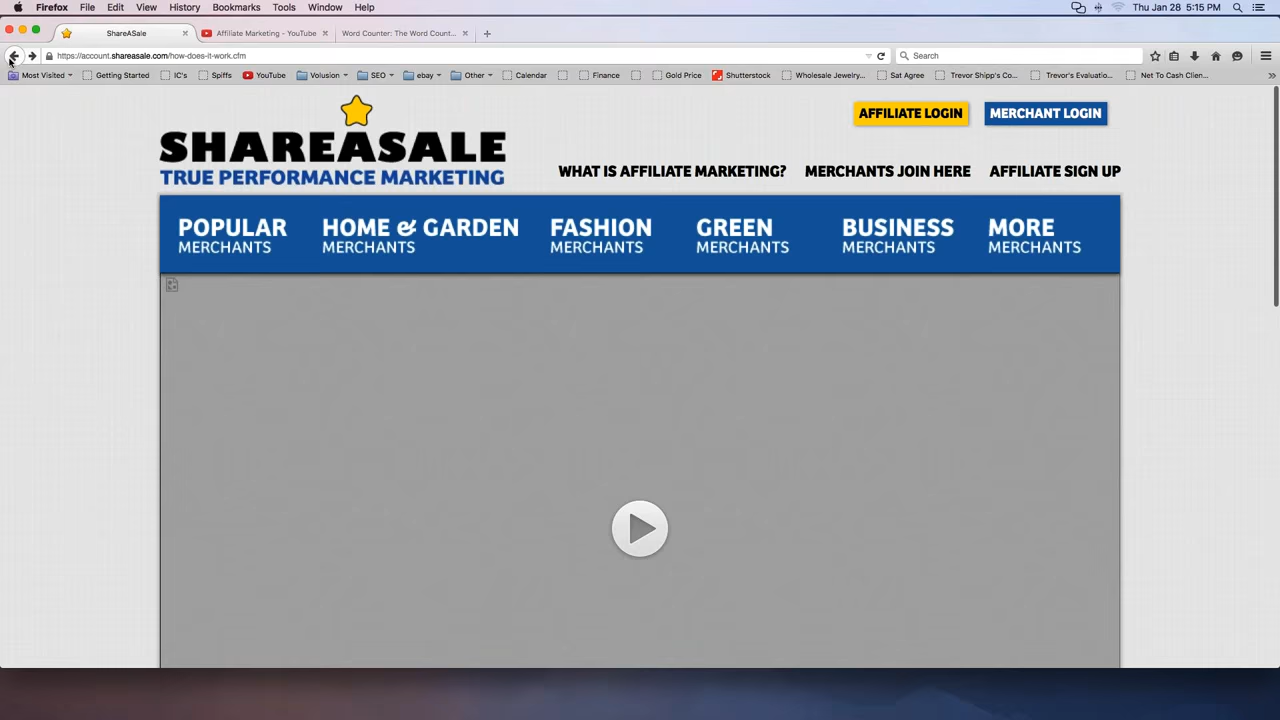 Firefox File Edit View History Bookmarks Tools Window Help Thu Jan 28 5:15 PM
ShareASale Affiliate Marketing - YouTube Word Counter: The Word Count...
https://account.shareasale.com/how-does-it-work.cfm Search
Most Visited Getting Started IC's Spiffs YouTube Volusion SEO ebay Other Calendar Finance Gold Price Shutterstock Wholesale Jewelry... Sat Agree Trevor Shipp's Co... Trevor's Evaluatio... Net To Cash Clien...
AFFILIATE LOGIN MERCHANT LOGIN
SHAREASALE
TRUE PERFORMANCE MARKETING
WHAT IS AFFILIATE MARKETING? MERCHANTS JOIN HERE AFFILIATE SIGN UP
POPULAR HOME & GARDEN FASHION GREEN BUSINESS MORE
MERCHANTS MERCHANTS MERCHANTS MERCHANTS MERCHANTS MERCHANTS